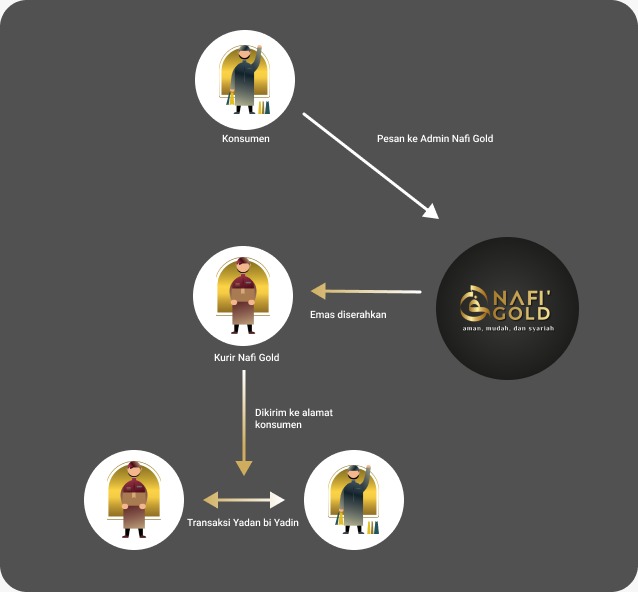 Konsumen
Pesan ke Admin Nafi Gold
NAFI'
GOLD
aman, mudah, dan syariah
Emas diserahkan
Kurir Nafi Gold
Dikirim ke alamat
konsumen
Transaksi Yadan bi Yadin